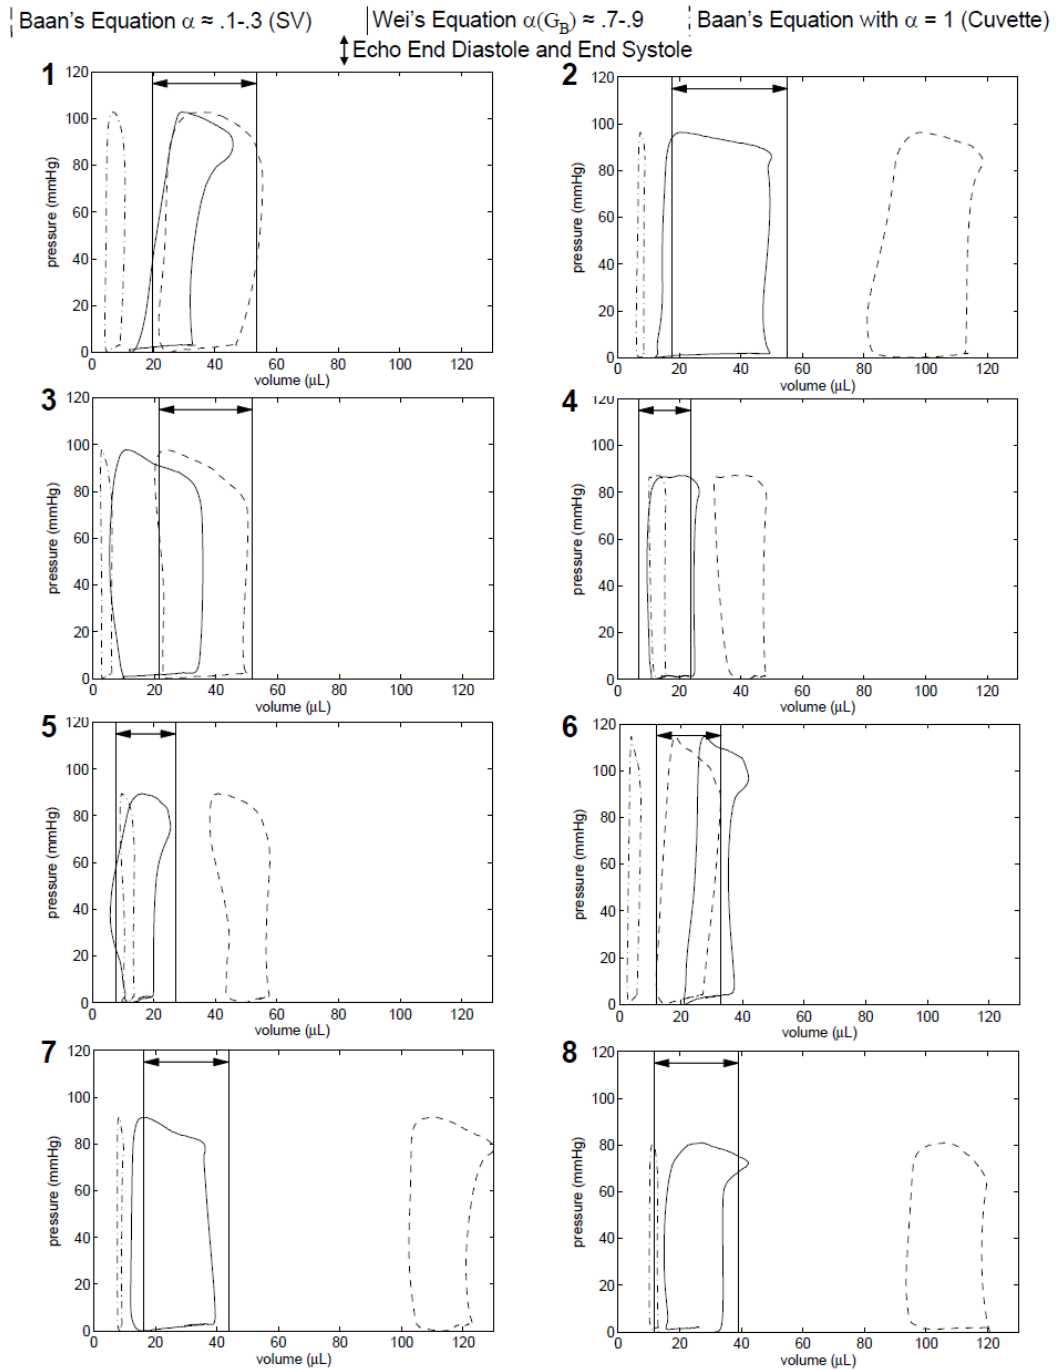 Baan's Equation α ≈ .1-.3 (SV)
Wei's Equation α(G_B) ≈ .7-.9
Baan's Equation with α = 1 (Cuvette)
Echo End Diastole and End Systole
1
120
100
80
60
40
20
0
pressure (mmHg)
0 20 40 60 80 100 120
volume (µL)
2
120
100
80
60
40
20
0
pressure (mmHg)
0 20 40 60 80 100 120
volume (µL)
3
120
100
80
60
40
20
0
pressure (mmHg)
0 20 40 60 80 100 120
volume (µL)
4
120
100
80
60
40
20
0
pressure (mmHg)
0 20 40 60 80 100 120
volume (µL)
5
120
100
80
60
40
20
0
pressure (mmHg)
0 20 40 60 80 100 120
volume (µL)
6
120
100
80
60
40
20
0
pressure (mmHg)
0 20 40 60 80 100 120
volume (µL)
7
120
100
80
60
40
20
0
pressure (mmHg)
0 20 40 60 80 100 120
volume (µL)
8
120
100
80
60
40
20
0
pressure (mmHg)
0 20 40 60 80 100 120
volume (µL)